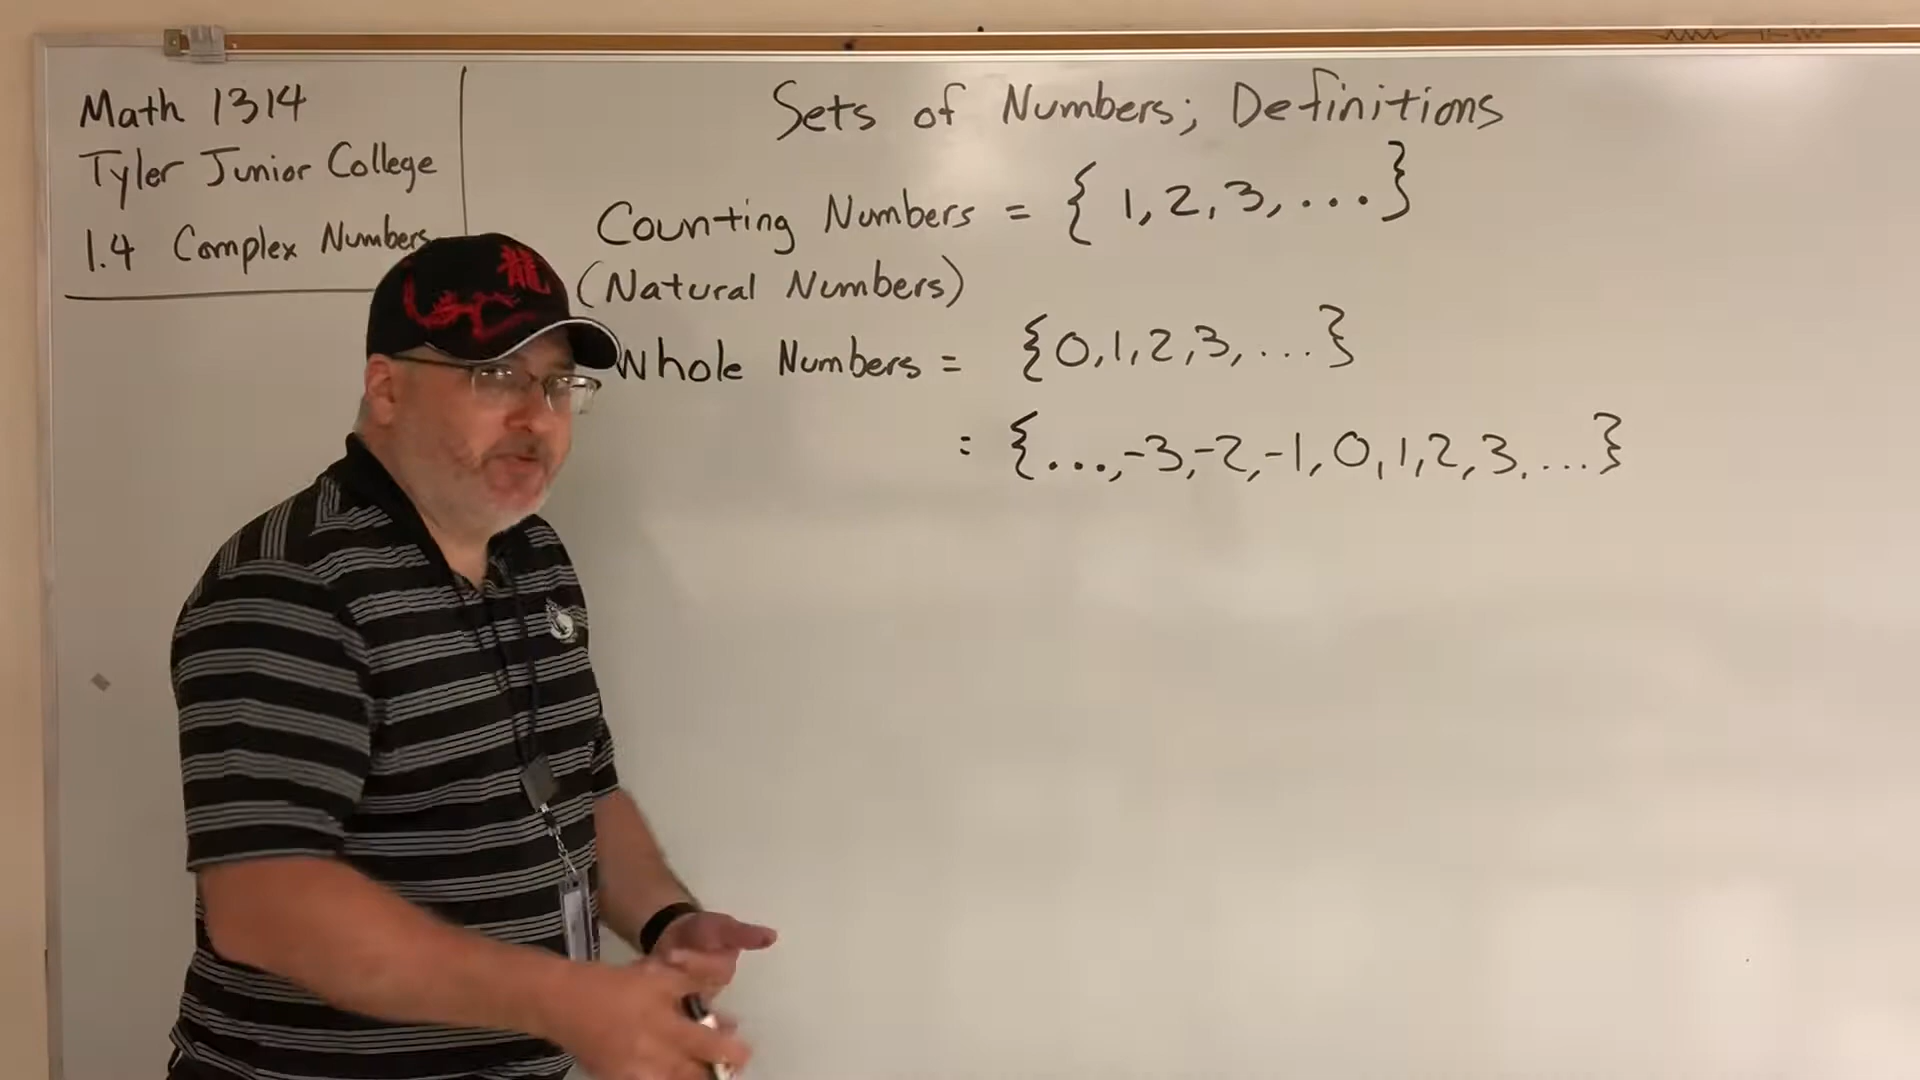 Math 1314
Tyler Junior College
1.4 Complex Numbers
Sets of Numbers; Definitions
Counting Numbers = { 1, 2, 3, ... }
(Natural Numbers)
Whole Numbers = {0, 1, 2, 3, ... }
= {..., -3, -2, -1, 0, 1, 2, 3, ... }
龍